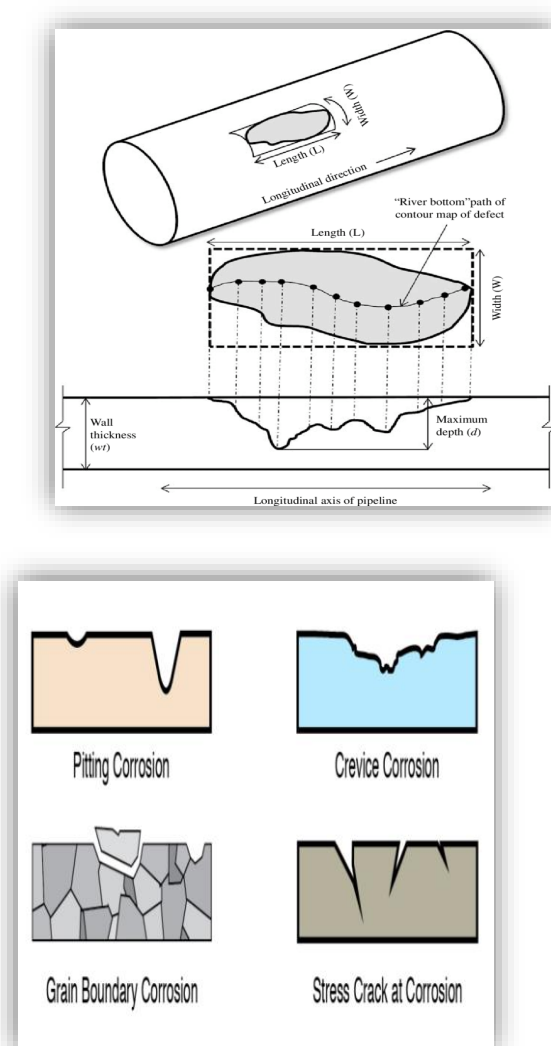 Width (W)
Length (L)
Longitudinal direction
"River bottom"path of
contour map of defect
Length (L)
Width (W)
Wall
thickness
(wt)
Maximum
depth (d)
Longitudinal axis of pipeline
Pitting Corrosion
Crevice Corrosion
Grain Boundary Corrosion
Stress Crack at Corrosion